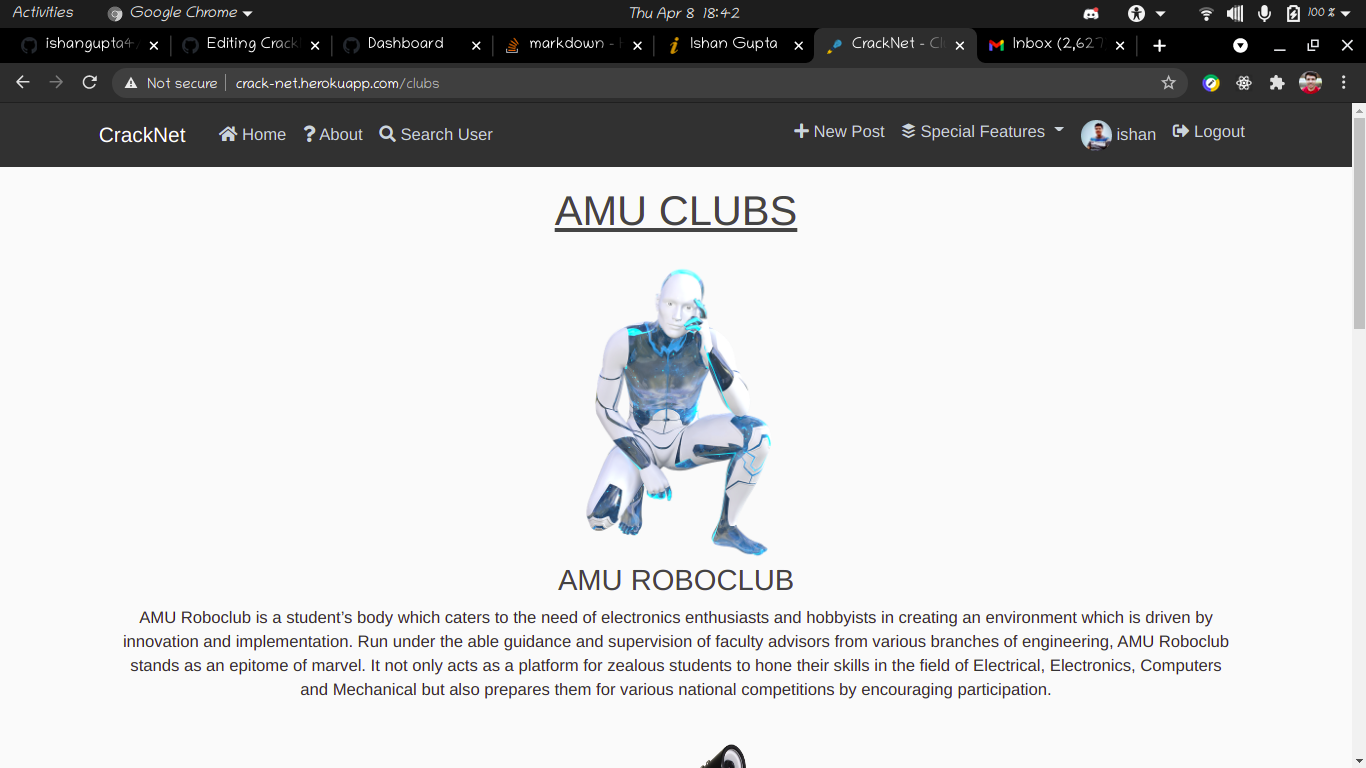 Activities Google Chrome Thu Apr 8 18:42 100 %
ishangupta4 Editing Crack Dashboard markdown - Ishan Gupta CrackNet - Cl Inbox (2,627
Not secure crack-net.herokuapp.com/clubs
CrackNet Home About Search User New Post Special Features ishan Logout
AMU CLUBS
AMU ROBOCLUB
AMU Roboclub is a student’s body which caters to the need of electronics enthusiasts and hobbyists in creating an environment which is driven by
innovation and implementation. Run under the able guidance and supervision of faculty advisors from various branches of engineering, AMU Roboclub
stands as an epitome of marvel. It not only acts as a platform for zealous students to hone their skills in the field of Electrical, Electronics, Computers
and Mechanical but also prepares them for various national competitions by encouraging participation.